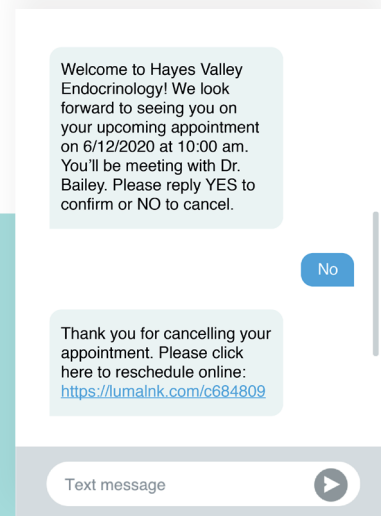 Welcome to Hayes Valley
Endocrinology! We look
forward to seeing you on
your upcoming appointment
on 6/12/2020 at 10:00 am.
You’ll be meeting with Dr.
Bailey. Please reply YES to
confirm or NO to cancel.
No
Thank you for cancelling your
appointment. Please click
here to reschedule online:
https://lumalnk.com/c684809
Text message